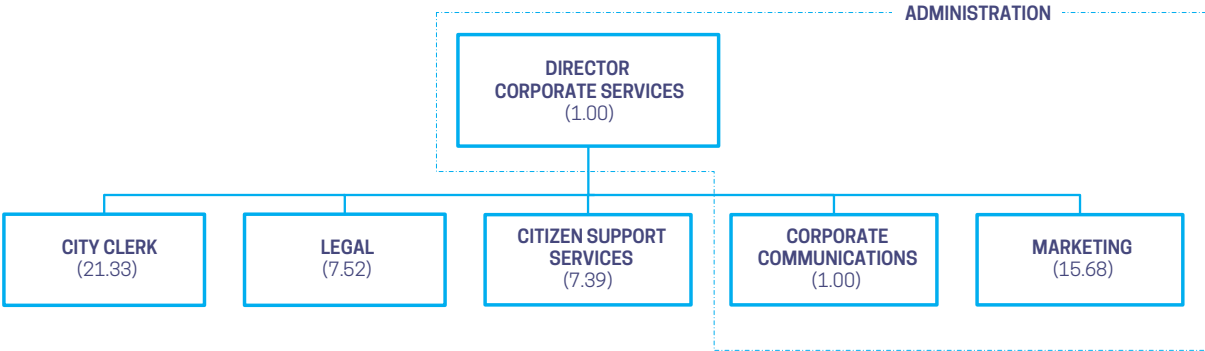 ADMINISTRATION
DIRECTOR
CORPORATE SERVICES
(1.00)
CITY CLERK
(21.33)
LEGAL
(7.52)
CITIZEN SUPPORT
SERVICES
(7.39)
CORPORATE
COMMUNICATIONS
(1.00)
MARKETING
(15.68)